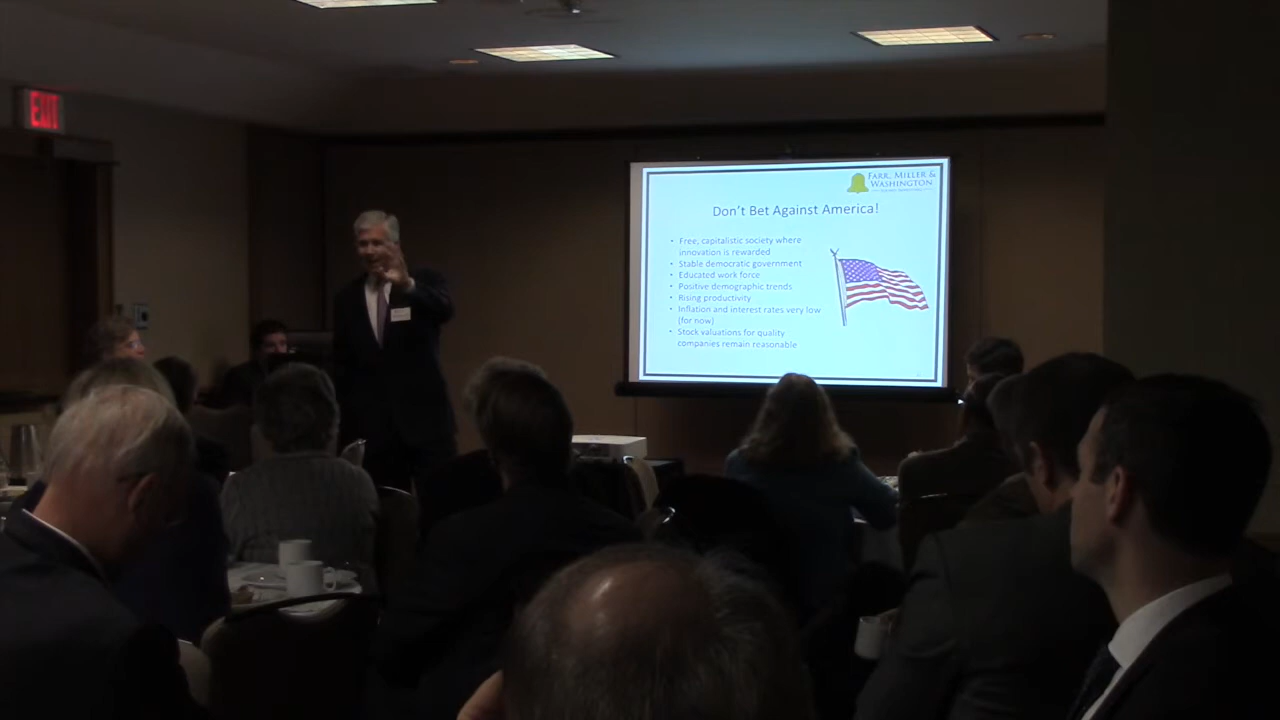 EXIT
FARR, MILLER &
WASHINGTON
Don't Bet Against America!
• Free, capitalistic society where
innovation is rewarded
• Stable democratic government
• Educated work force
• Positive demographic trends
• Rising productivity
• Inflation and interest rates very low
(for now)
• Stock valuations for quality
companies remain reasonable